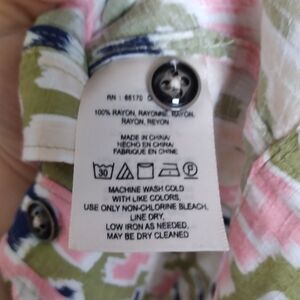 RN : 66170
100% RAYON, RAYONNE, RAYON,
RAYON, REYON
MADE IN CHINA/
HECHO EN CHINA/
FABRIQUE EN CHINE
30
P
MACHINE WASH COLD
WITH LIKE COLORS,
USE ONLY NON-CHLORINE BLEACH,
LINE DRY,
LOW IRON AS NEEDED,
MAY BE DRY CLEANED